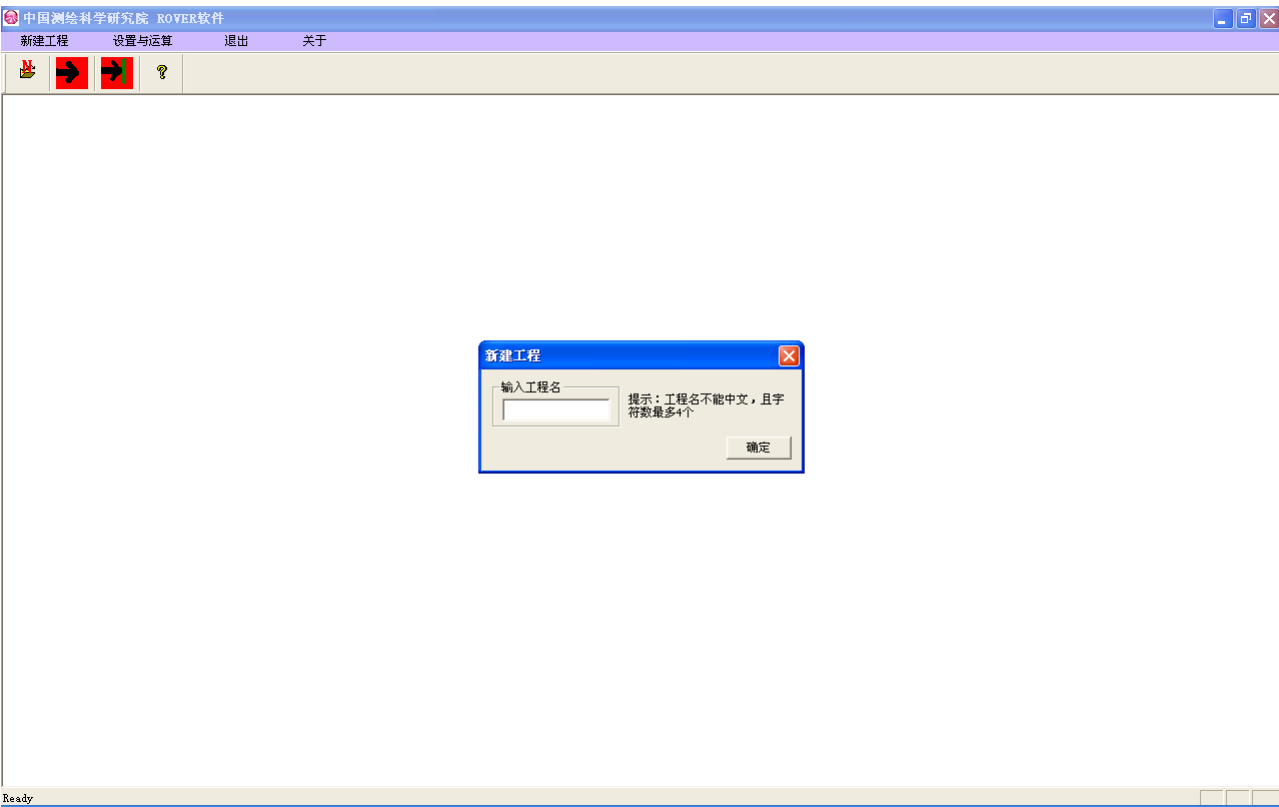 中国测绘科学研究院 ROVER软件
新建工程 设置与运算 退出 关于
新建工程
输入工程名
提示：工程名不能中文，且字
符数最多4个
确定
Ready